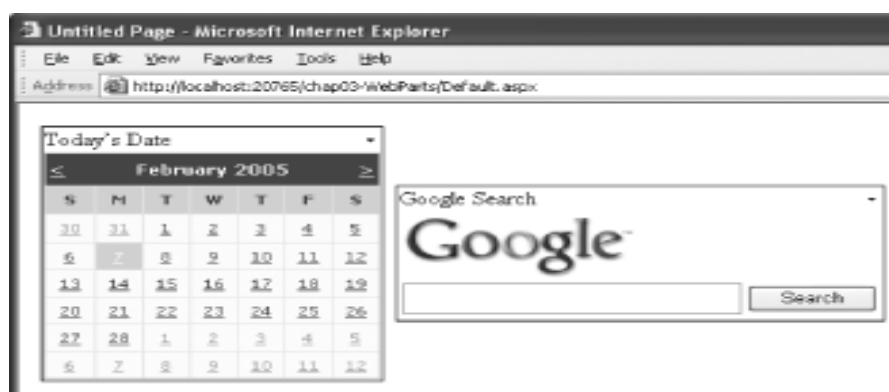 Untitled Page - Microsoft Internet Explorer
File Edit View Favorites Tools Help
Address http://localhost:20765/chap03-WebParts/Default.aspx
Today's Date
< February 2005 >
S M T W T F S
30 31 1 2 3 4 5
6 7 8 9 10 11 12
13 14 15 16 17 18 19
20 21 22 23 24 25 26
27 28 1 2 3 4 5
6 7 8 9 10 11 12
Google Search
Google
Search